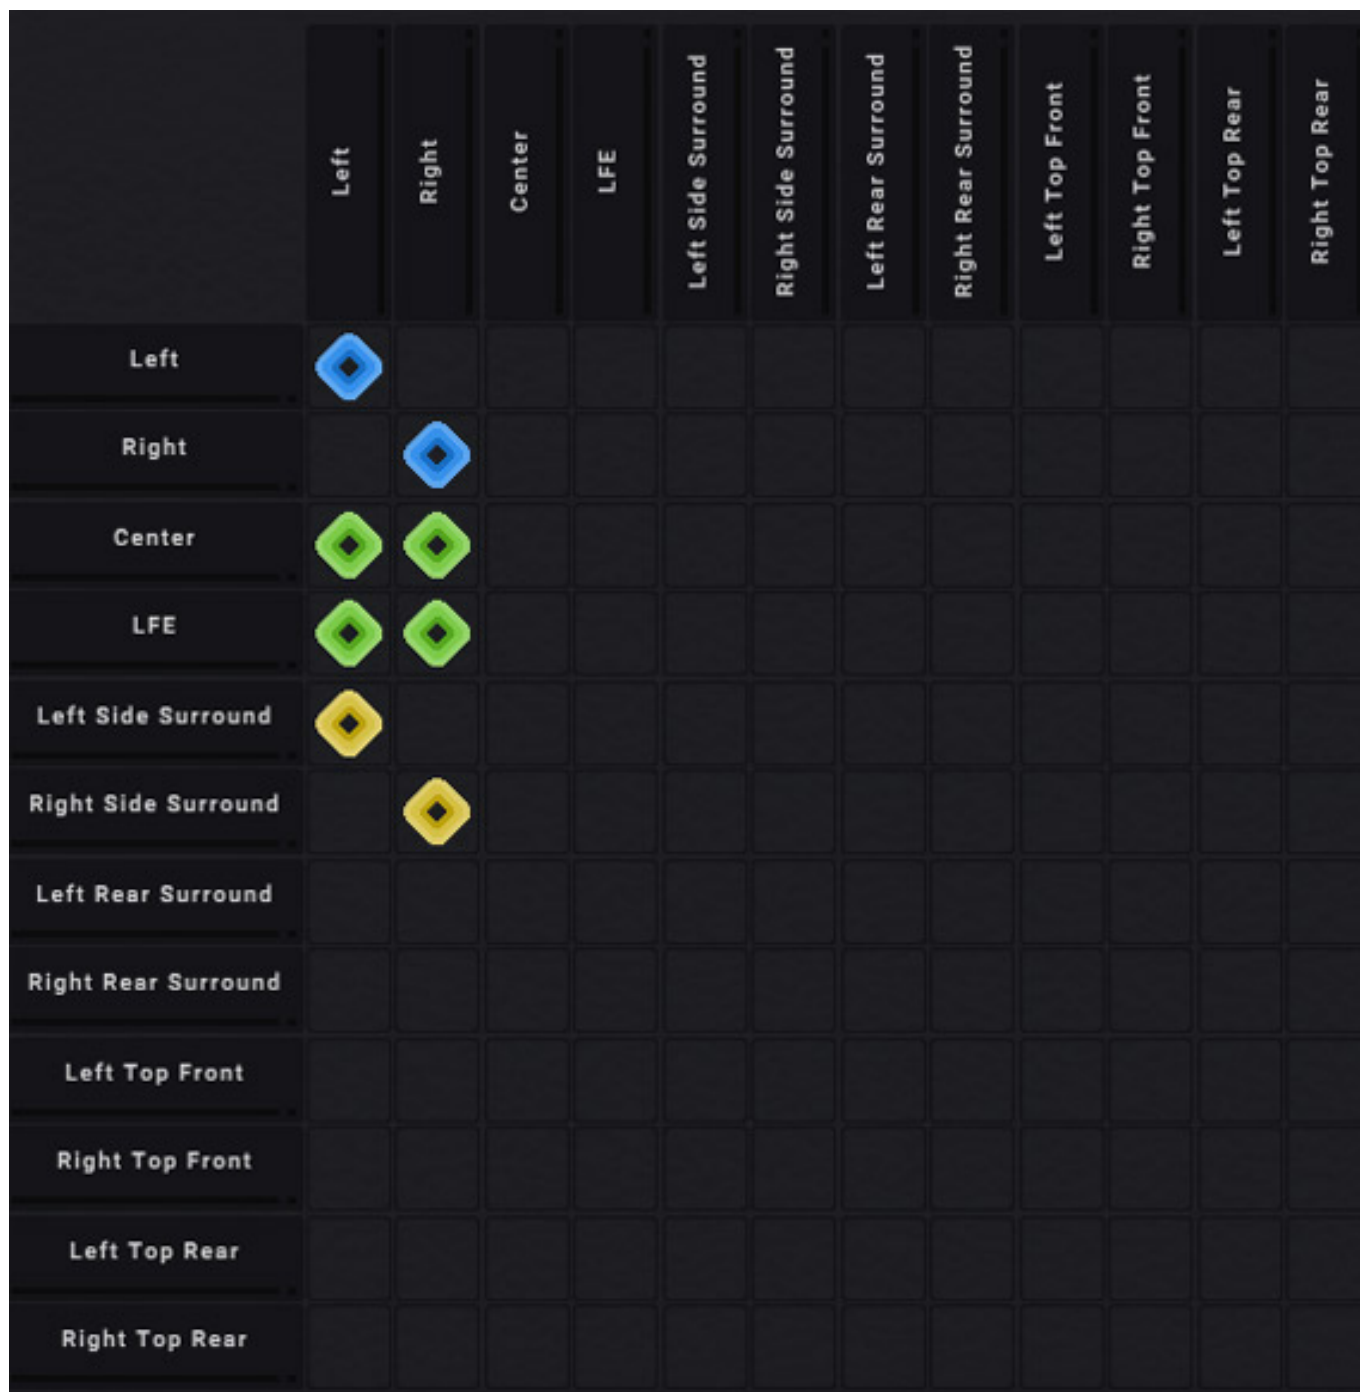 Left
Right
Center
LFE
Left Side Surround
Right Side Surround
Left Rear Surround
Right Rear Surround
Left Top Front
Right Top Front
Left Top Rear
Right Top Rear
Left
Right
Center
LFE
Left Side Surround
Right Side Surround
Left Rear Surround
Right Rear Surround
Left Top Front
Right Top Front
Left Top Rear
Right Top Rear